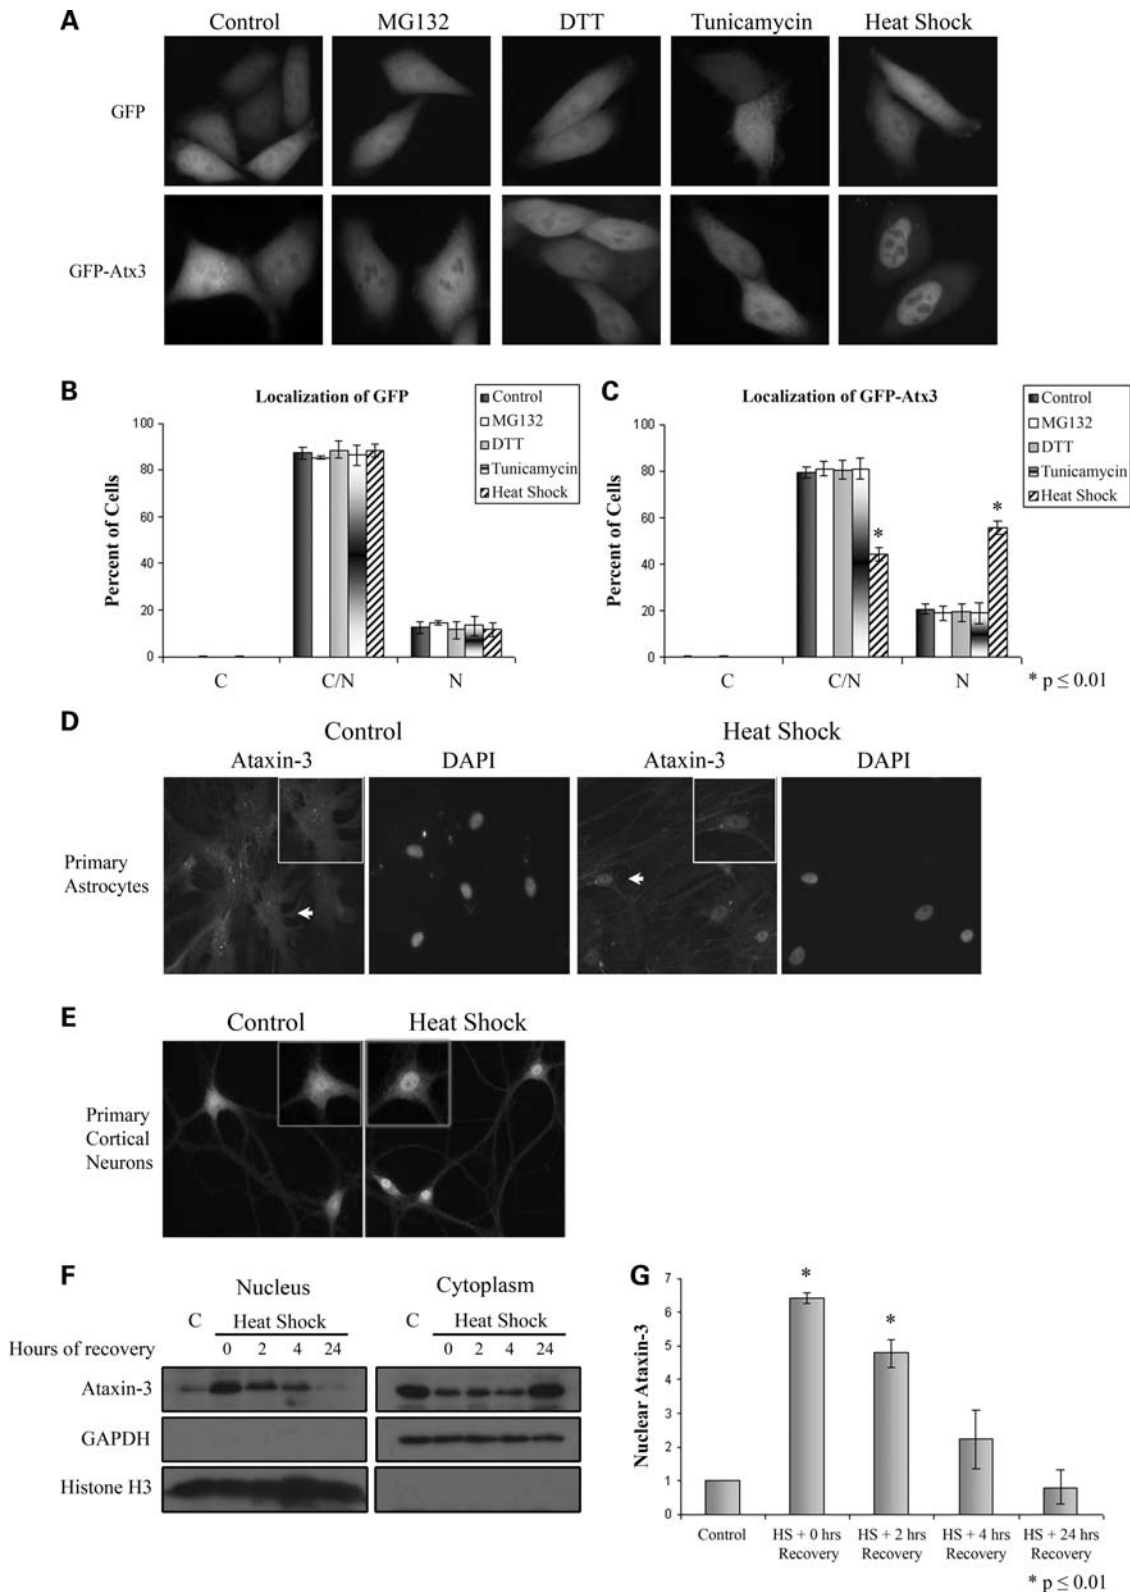 A
Control MG132 DTT Tunicamycin Heat Shock
GFP
GFP-Atx3
B
Localization of GFP
Control
MG132
DTT
Tunicamycin
Heat Shock
Percent of Cells
100
80
60
40
20
0
C C/N N
*
C
Localization of GFP-Atx3
Control
MG132
DTT
Tunicamycin
Heat Shock
Percent of Cells
100
80
60
40
20
0
*
*
C C/N N
* p ≤ 0.01
D
Control Heat Shock
Ataxin-3 DAPI Ataxin-3 DAPI
Primary
Astrocytes
E
Control Heat Shock
Primary
Cortical
Neurons
F
Nucleus Cytoplasm
C Heat Shock C Heat Shock
Hours of recovery 0 2 4 24 0 2 4 24
Ataxin-3
GAPDH
Histone H3
G
Nuclear Ataxin-3
7
6
5
4
3
2
1
0
*
*
Control HS + 0 hrs HS + 2 hrs HS + 4 hrs HS + 24 hrs
Recovery Recovery Recovery Recovery
* p ≤ 0.01